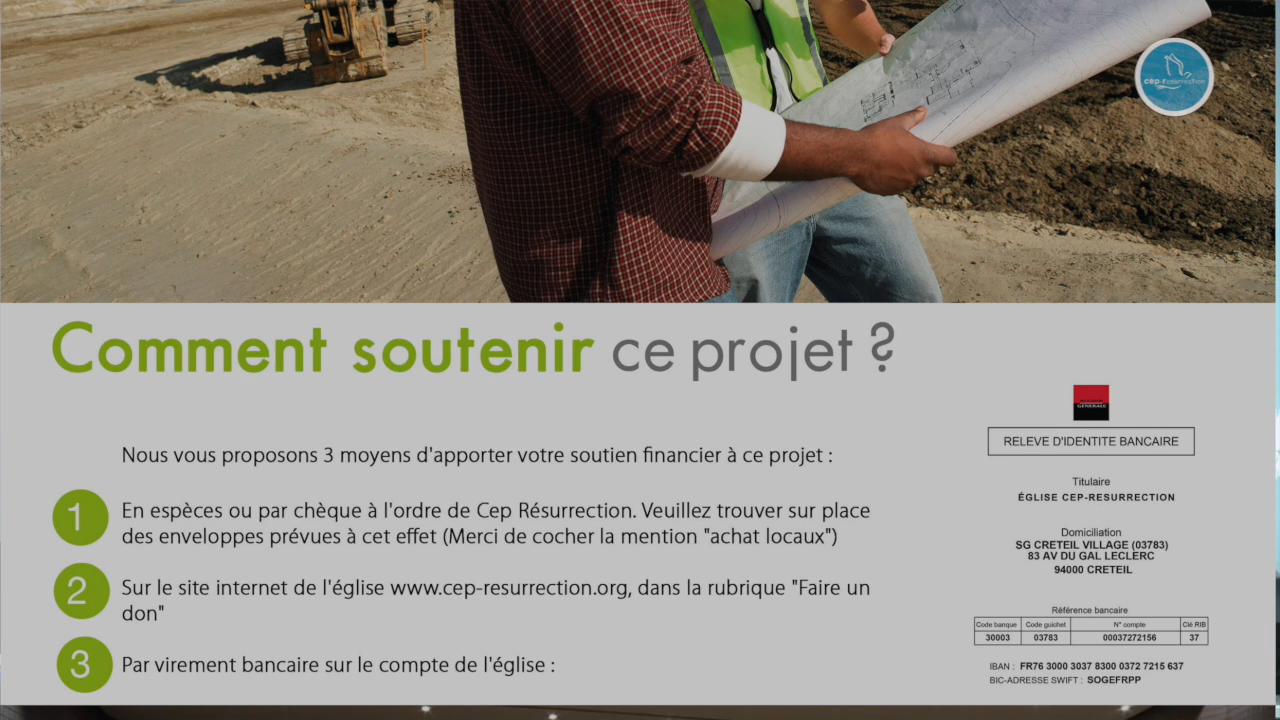 cep-résurrection
Comment soutenir ce projet ?
Nous vous proposons 3 moyens d'apporter votre soutien financier à ce projet :
1
En espèces ou par chèque à l'ordre de Cep Résurrection. Veuillez trouver sur place
des enveloppes prévues à cet effet (Merci de cocher la mention "achat locaux")
2
Sur le site internet de l'église www.cep-resurrection.org, dans la rubrique "Faire un
don"
3
Par virement bancaire sur le compte de l'église :
GENERALE
RELEVE D'IDENTITE BANCAIRE
Titulaire
ÉGLISE CEP-RESURRECTION
Domiciliation
SG CRETEIL VILLAGE (03783)
83 AV DU GAL LECLERC
94000 CRETEIL
Référence bancaire
Code banque Code guichet N° compte Clé RIB
30003 03783 00037272156 37
IBAN : FR76 3000 3037 8300 0372 7215 637
BIC-ADRESSE SWIFT : SOGEFRPP